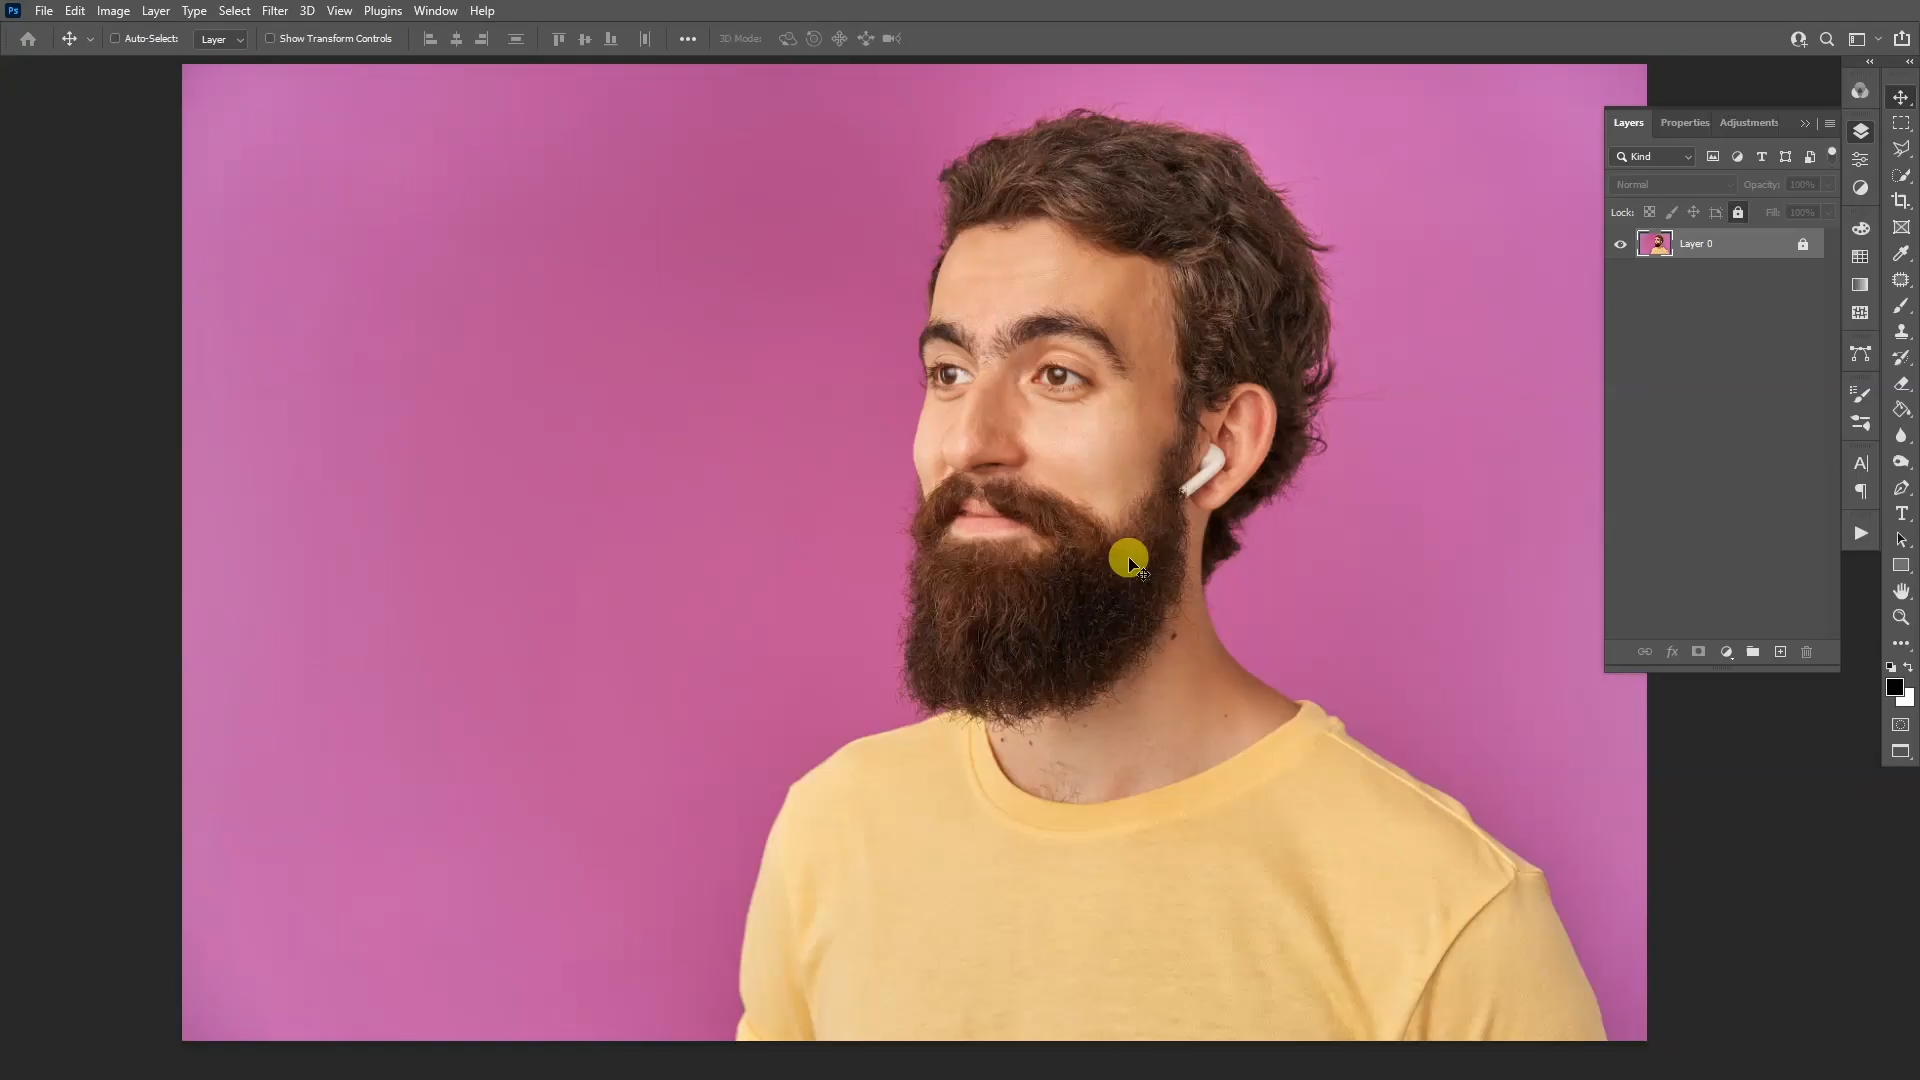 Ps File Edit Image Layer Type Select Filter 3D View Plugins Window Help
Auto-Select: Layer Show Transform Controls 3D Mode:
Layers Properties Adjustments
Kind
Normal Opacity: 100%
Lock: Fill: 100%
Layer 0
fx